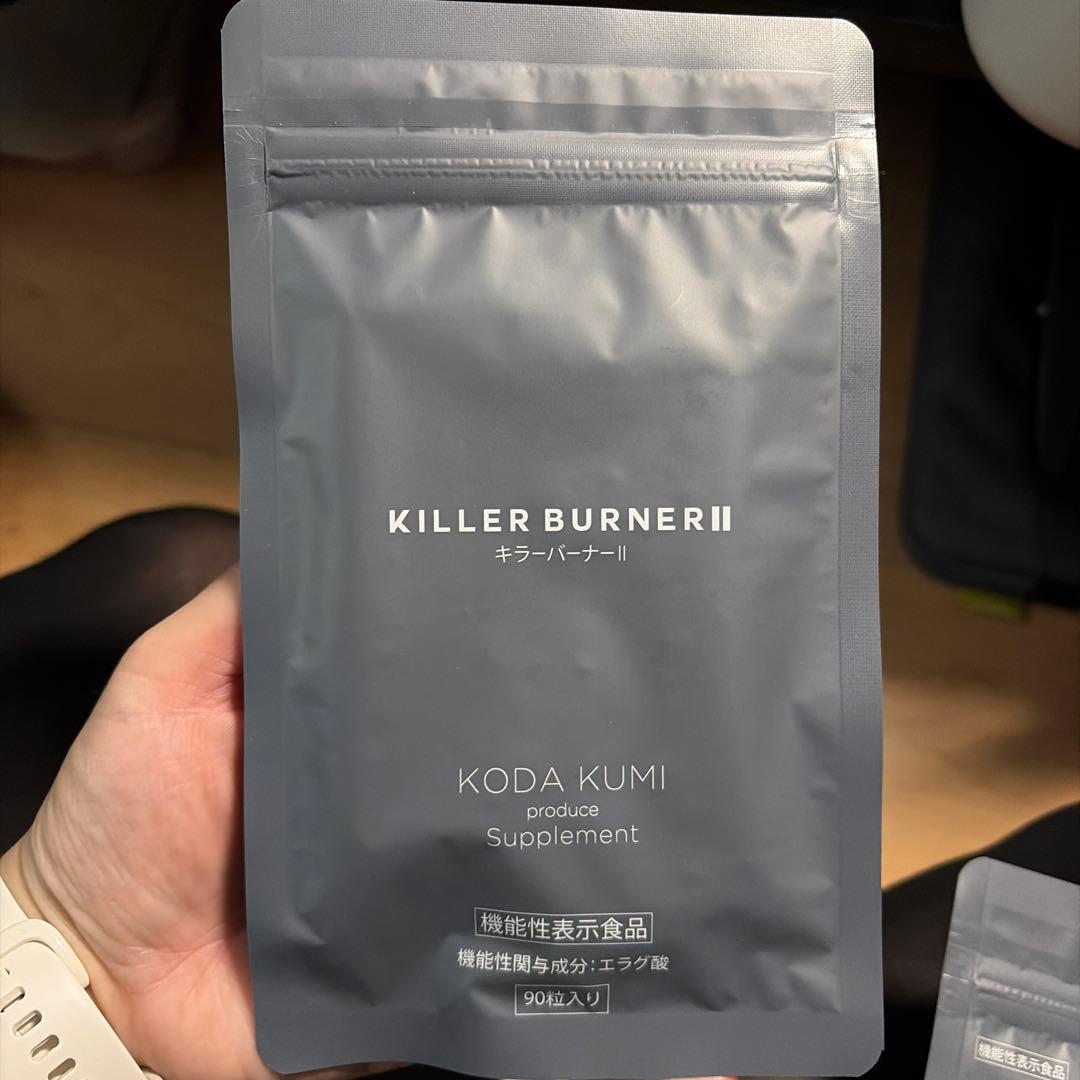 KILLER BURNERⅡ
キラーバーナーⅡ
KODA KUMI
produce
Supplement
機能性表示食品
機能性関与成分:エラグ酸
90粒入り
機能性表示食品